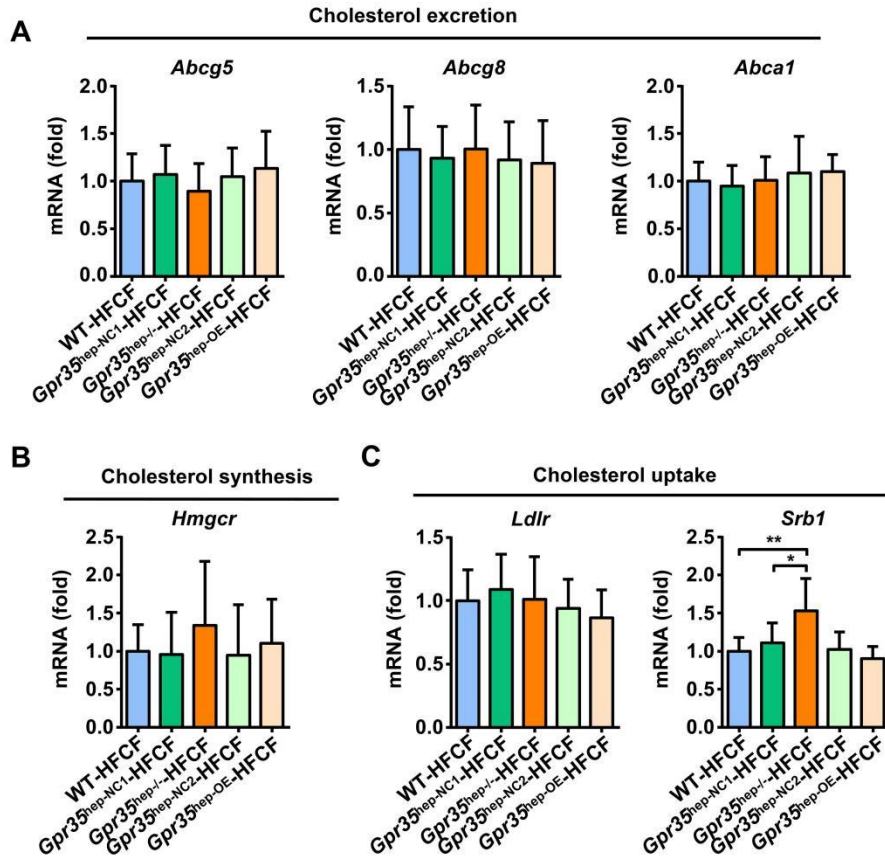 A
Cholesterol excretion
Abcg5
mRNA (fold)
2.0
1.5
1.0
0.5
0.0
WT-HFCF
Gpr35hep-NC1-HFCF
Gpr35hep-/--HFCF
Gpr35hep-NC2-HFCF
Gpr35hep-OE-HFCF
Abcg8
mRNA (fold)
1.5
1.0
0.5
0.0
WT-HFCF
Gpr35hep-NC1-HFCF
Gpr35hep-/--HFCF
Gpr35hep-NC2-HFCF
Gpr35hep-OE-HFCF
Abca1
mRNA (fold)
2.0
1.5
1.0
0.5
0.0
WT-HFCF
Gpr35hep-NC1-HFCF
Gpr35hep-/--HFCF
Gpr35hep-NC2-HFCF
Gpr35hep-OE-HFCF
B
Cholesterol synthesis
Hmgcr
mRNA (fold)
2.5
2.0
1.5
1.0
0.5
0.0
WT-HFCF
Gpr35hep-NC1-HFCF
Gpr35hep-/--HFCF
Gpr35hep-NC2-HFCF
Gpr35hep-OE-HFCF
C
Cholesterol uptake
Ldlr
mRNA (fold)
1.5
1.0
0.5
0.0
WT-HFCF
Gpr35hep-NC1-HFCF
Gpr35hep-/--HFCF
Gpr35hep-NC2-HFCF
Gpr35hep-OE-HFCF
Srb1
mRNA (fold)
2.5
2.0
1.5
1.0
0.5
0.0
**
*
WT-HFCF
Gpr35hep-NC1-HFCF
Gpr35hep-/--HFCF
Gpr35hep-NC2-HFCF
Gpr35hep-OE-HFCF